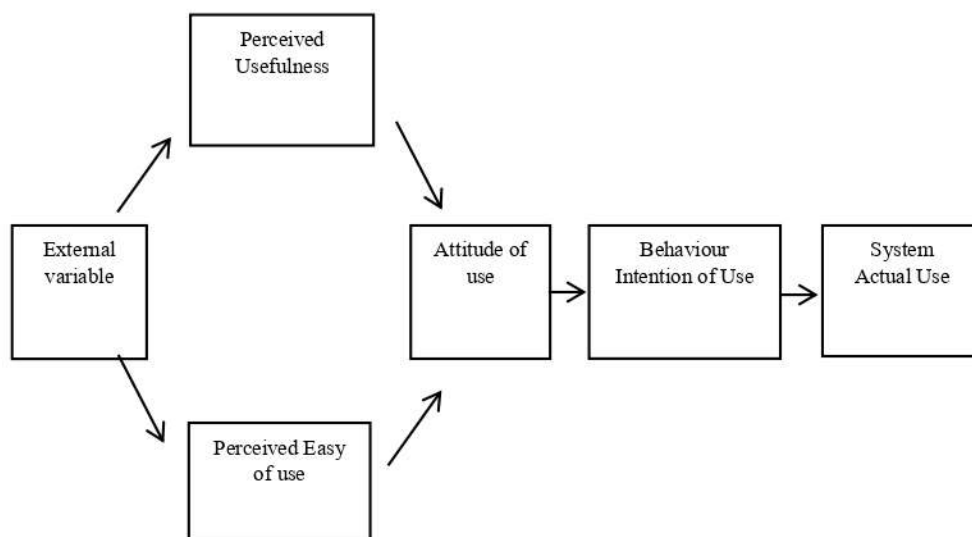 Perceived
Usefulness
External
variable
Attitude of
use
Behaviour
Intention of Use
System
Actual Use
Perceived Easy
of use